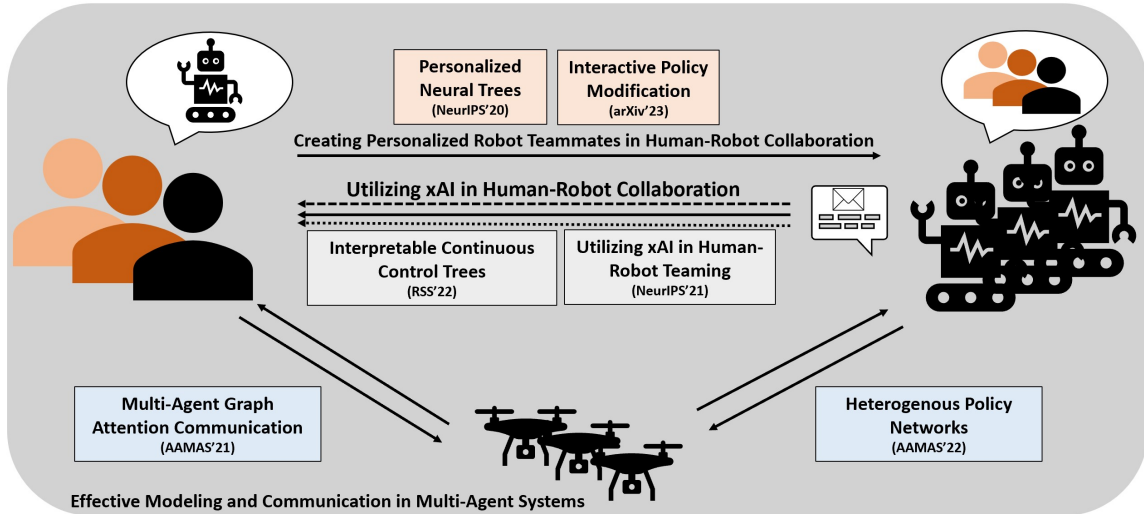 Personalized
Neural Trees
(NeurIPS'20)
Interactive Policy
Modification
(arXiv'23)
Creating Personalized Robot Teammates in Human-Robot Collaboration
Utilizing xAI in Human-Robot Collaboration
Interpretable Continuous
Control Trees
(RSS'22)
Utilizing xAI in Human-
Robot Teaming
(NeurIPS'21)
Multi-Agent Graph
Attention Communication
(AAMAS'21)
Heterogenous Policy
Networks
(AAMAS'22)
Effective Modeling and Communication in Multi-Agent Systems